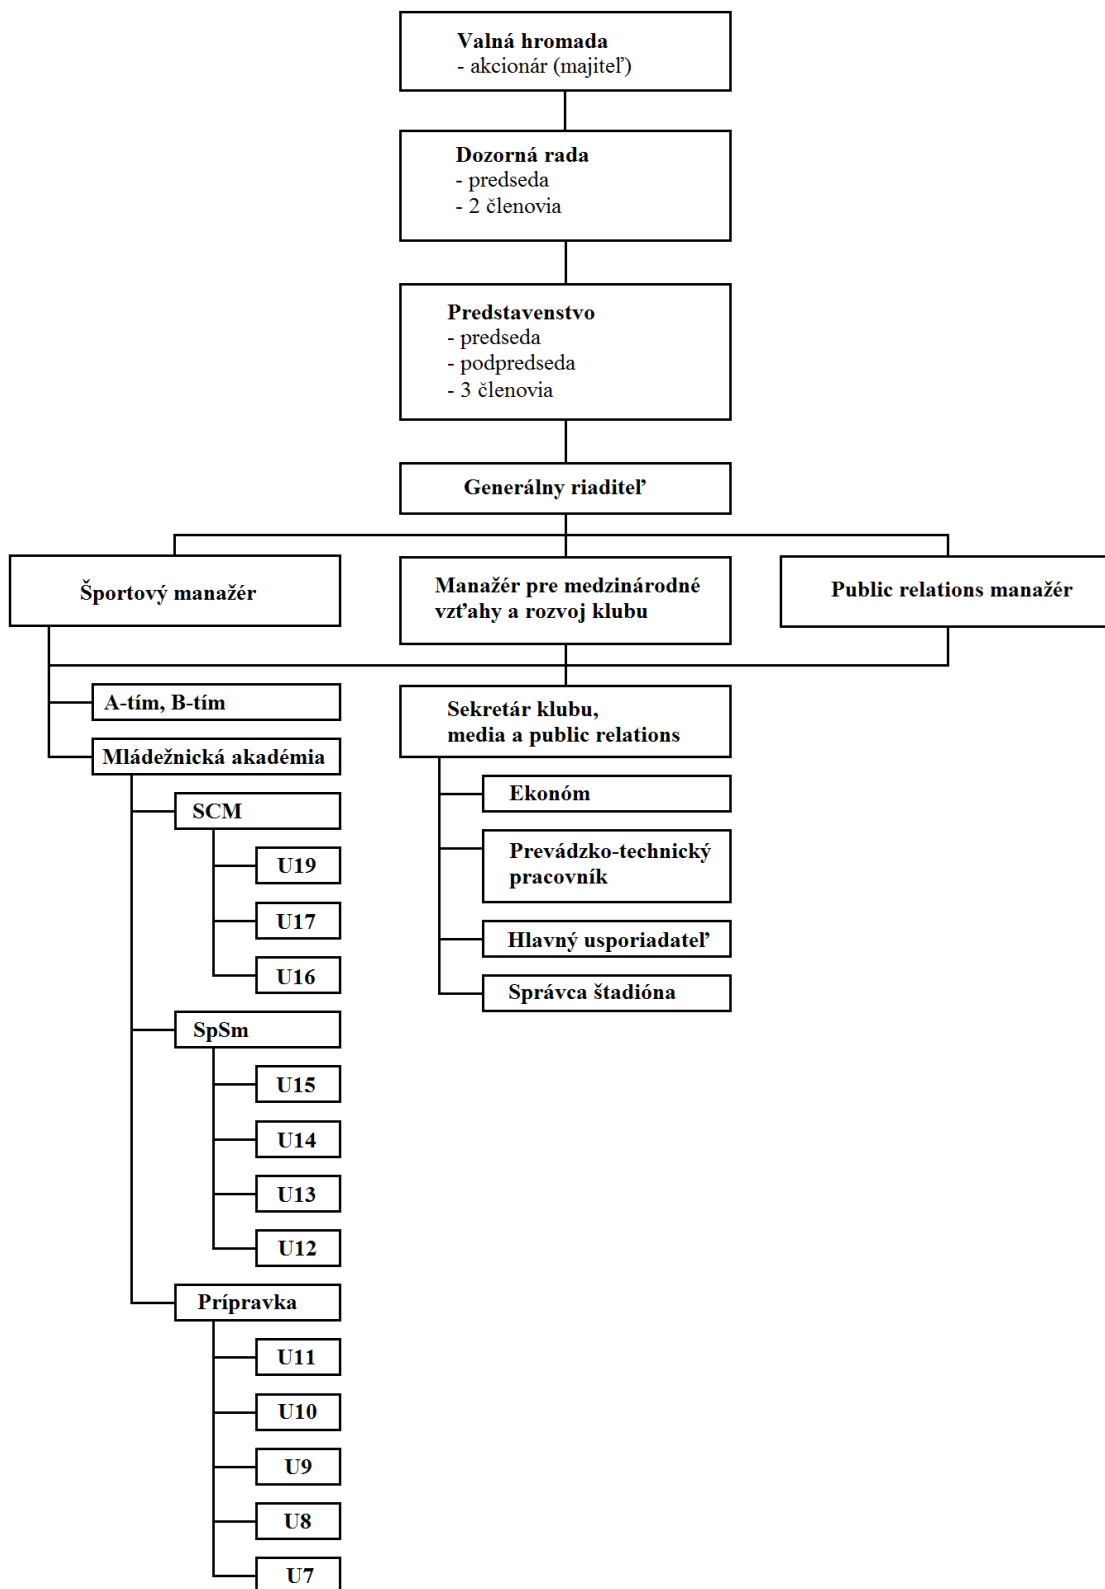 Valná hromada
- akcionár (majiteľ)
Dozorná rada
- predseda
- 2 členovia
Predstavenstvo
- predseda
- podpredseda
- 3 členovia
Generálny riaditeľ
Športový manažér
Manažér pre medzinárodné
vzťahy a rozvoj klubu
Public relations manažér
A-tím, B-tím
Mládežnická akadémia
SCM
U19
U17
U16
SpSm
U15
U14
U13
U12
Prípravka
U11
U10
U9
U8
U7
Sekretár klubu,
media a public relations
Ekonóm
Prevádzko-technický
pracovník
Hlavný usporiadateľ
Správca štadióna